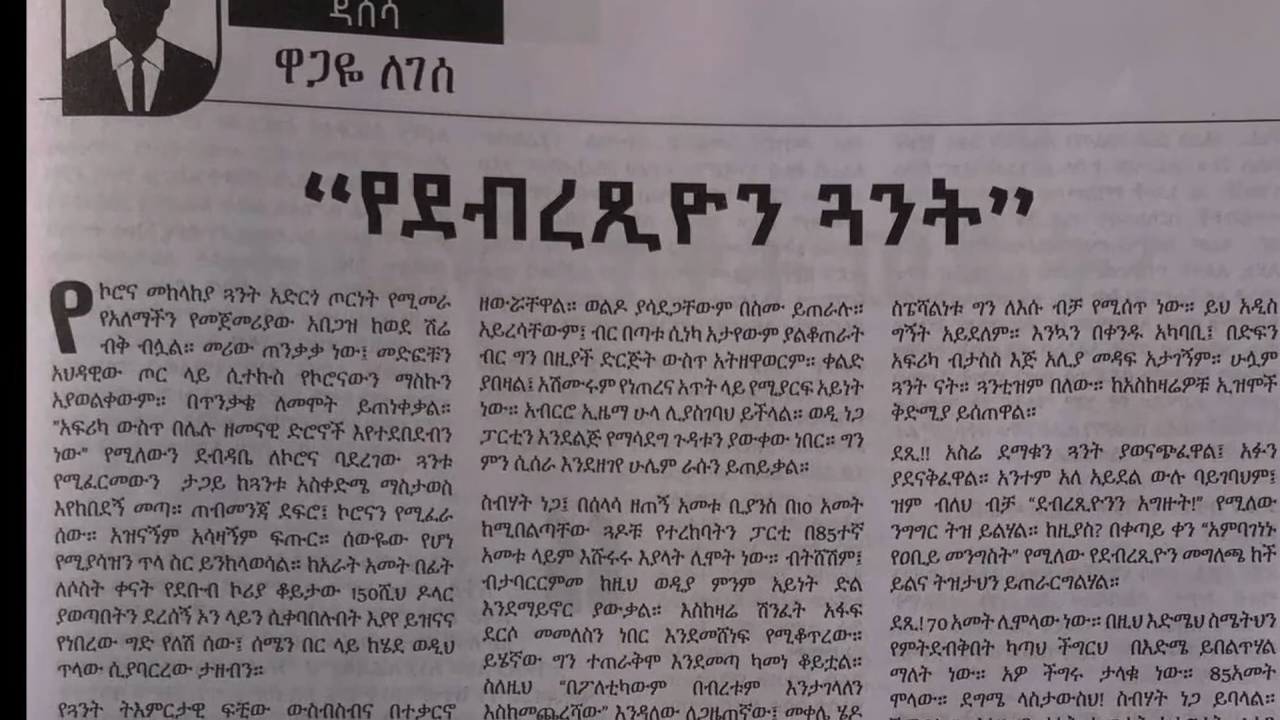 ዳሰሳ
ዋጋዬ ለገሰ
“የደብረጺዮን ጓንት”
የኮሮና መከላከያ ጓንት አድርጎ ጦርነት የሚመራ
የአለማችን የመጀመሪያው አበጋዝ ከወደ ሽሬ
ብቅ ብሏል። መሪው ጠንቃቃ ነው፤ መድፎቹን
አህዳዊው ጦር ላይ ሲተኩስ የኮሮናውን ማስኩን
አያወልቀውም። በጥንቃቄ ለመሞት ይጠነቀቃል።
"አፍሪካ ውስጥ በሌሉ ዘመናዊ ድሮኖች እየተደበደብን
ነው" የሚለውን ደብዳቤ ለኮሮና ባደረገው ጓንቱ
የሚፈርመውን ታጋይ ከጓንቱ አስቀድሜ ማስታወስ
እየከበደኝ መጣ። ጠብመንጃ ደፍሮ፤ ኮሮናን የሚፈራ
ሰው። አዝናኝም አሳዛኝም ፍጡር። ሰውዬው የሆነ
የሚያሳዝን ጥላ ስር ይንከላወሳል። ከአራት አመት በፊት
ለሶስት ቀናት የደቡብ ኮሪያ ቆይታው 150ሺህ ዶላር
ያወጣበትን ደረሰኝ ኦን ላይን ሲቀባበሉበት እያየ ይዝናና
የነበረው ግድ የለሽ ሰው፤ ሰሜን በር ላይ ከሄደ ወዲህ
ጥላው ሲያባርረው ታዘብን።
የጓንት ትእምርታዊ ፍቺው ውስብስብና በተቃርኖ
ዘውሯቸዋል። ወልዶ ያሳደጋቸውም በስሙ ይጠራሉ።
አይረሳቸውም፤ ብር በጣቱ ሲነካ አታየውም ያልቆጠራት
ብር ግን በዚያች ድርጅት ውስጥ አትዘዋወርም። ቀልድ
ያበዛል፤ አሽሙሩም የነጠረና አጥት ላይ የሚያርፍ አይነት
ነው። አብርሮ ኢዜማ ሁላ ሊያስገባህ ይችላል። ወዲ ነጋ
ፓርቲን እንደልጅ የማሳደግ ጉዳቱን ያውቀው ነበር። ግን
ምን ሲሰራ እንደዘገየ ሁሌም ራሱን ይጠይቃል።
ስብሃት ነጋ፤ በሰላሳ ዘጠኝ አመቱ ቢያንስ በ10 አመት
ከሚበልጣቸው ጓዶቹ የተረከባትን ፓርቲ በ85ተኛ
አመቱ ላይም እሹሩሩ እያላት ሊሞት ነው። ብትሸሽም፤
ብታባርርምመ ከዚህ ወዲያ ምንም አይነት ድል
እንደማይኖር ያውቃል። እስከዛሬ ሽንፈት አፋፍ
ደርሶ መመለስን ነበር እንደመሸነፍ የሚቆጥረው።
ይሄኛው ግን ተጠራቅሞ እንደመጣ ካመነ ቆይቷል።
ስለዚህ "በፖለቲካውም በብረቱም እንታገላለን
እስከመጨረሻው" እንዳለው ለጋዜጠኛው፤ መቀሌ ሄዶ
ስፔሻልነቱ ግን ለእሱ ብቻ የሚሰጥ ነው። ይህ አዲስ
ግኝት አይደለም። እንኳን በቀንዱ አካባቢ፤ በድፍን
አፍሪካ ብታስስ እጅ አሊያ መዳፍ አታገኝም። ሁሏም
ጓንት ናት። ጓንቲዝም በለው። ከእስከዛሬዎቹ ኢዝሞች
ቅድሚያ ይሰጠዋል።
ደጺ!! አስሬ ደማቁን ጓንት ያወናጭፈዋል፤ አፉን
ያደናቅፈዋል። አንተም አለ አይደል ውሉ ባይገባህም፤
ዝም ብለህ ብቻ "ደብረጺዮንን አግዙት!" የሚለው
ንግግር ትዝ ይልሃል። ከዚያስ? በቀጣይ ቀን "አምባገነኑ
የዐቢይ መንግስት" የሚለው የደብረጺዮን መግለጫ ከች
ይልና ትዝታህን ይጠራርግልሃል።
ደጺ! 70 አመት ሊሞላው ነው። በዚህ እድሜህ ስሜትህን
የምትደብቅበት ካጣህ ችግርህ በእድሜ ይበልጥሃል
ማለት ነው። አዎ ችግሩ ታላቁ ነው። 85አመት
ሞላው። ደግሜ ላስታውስህ! ስብሃት ነጋ ይባላል።